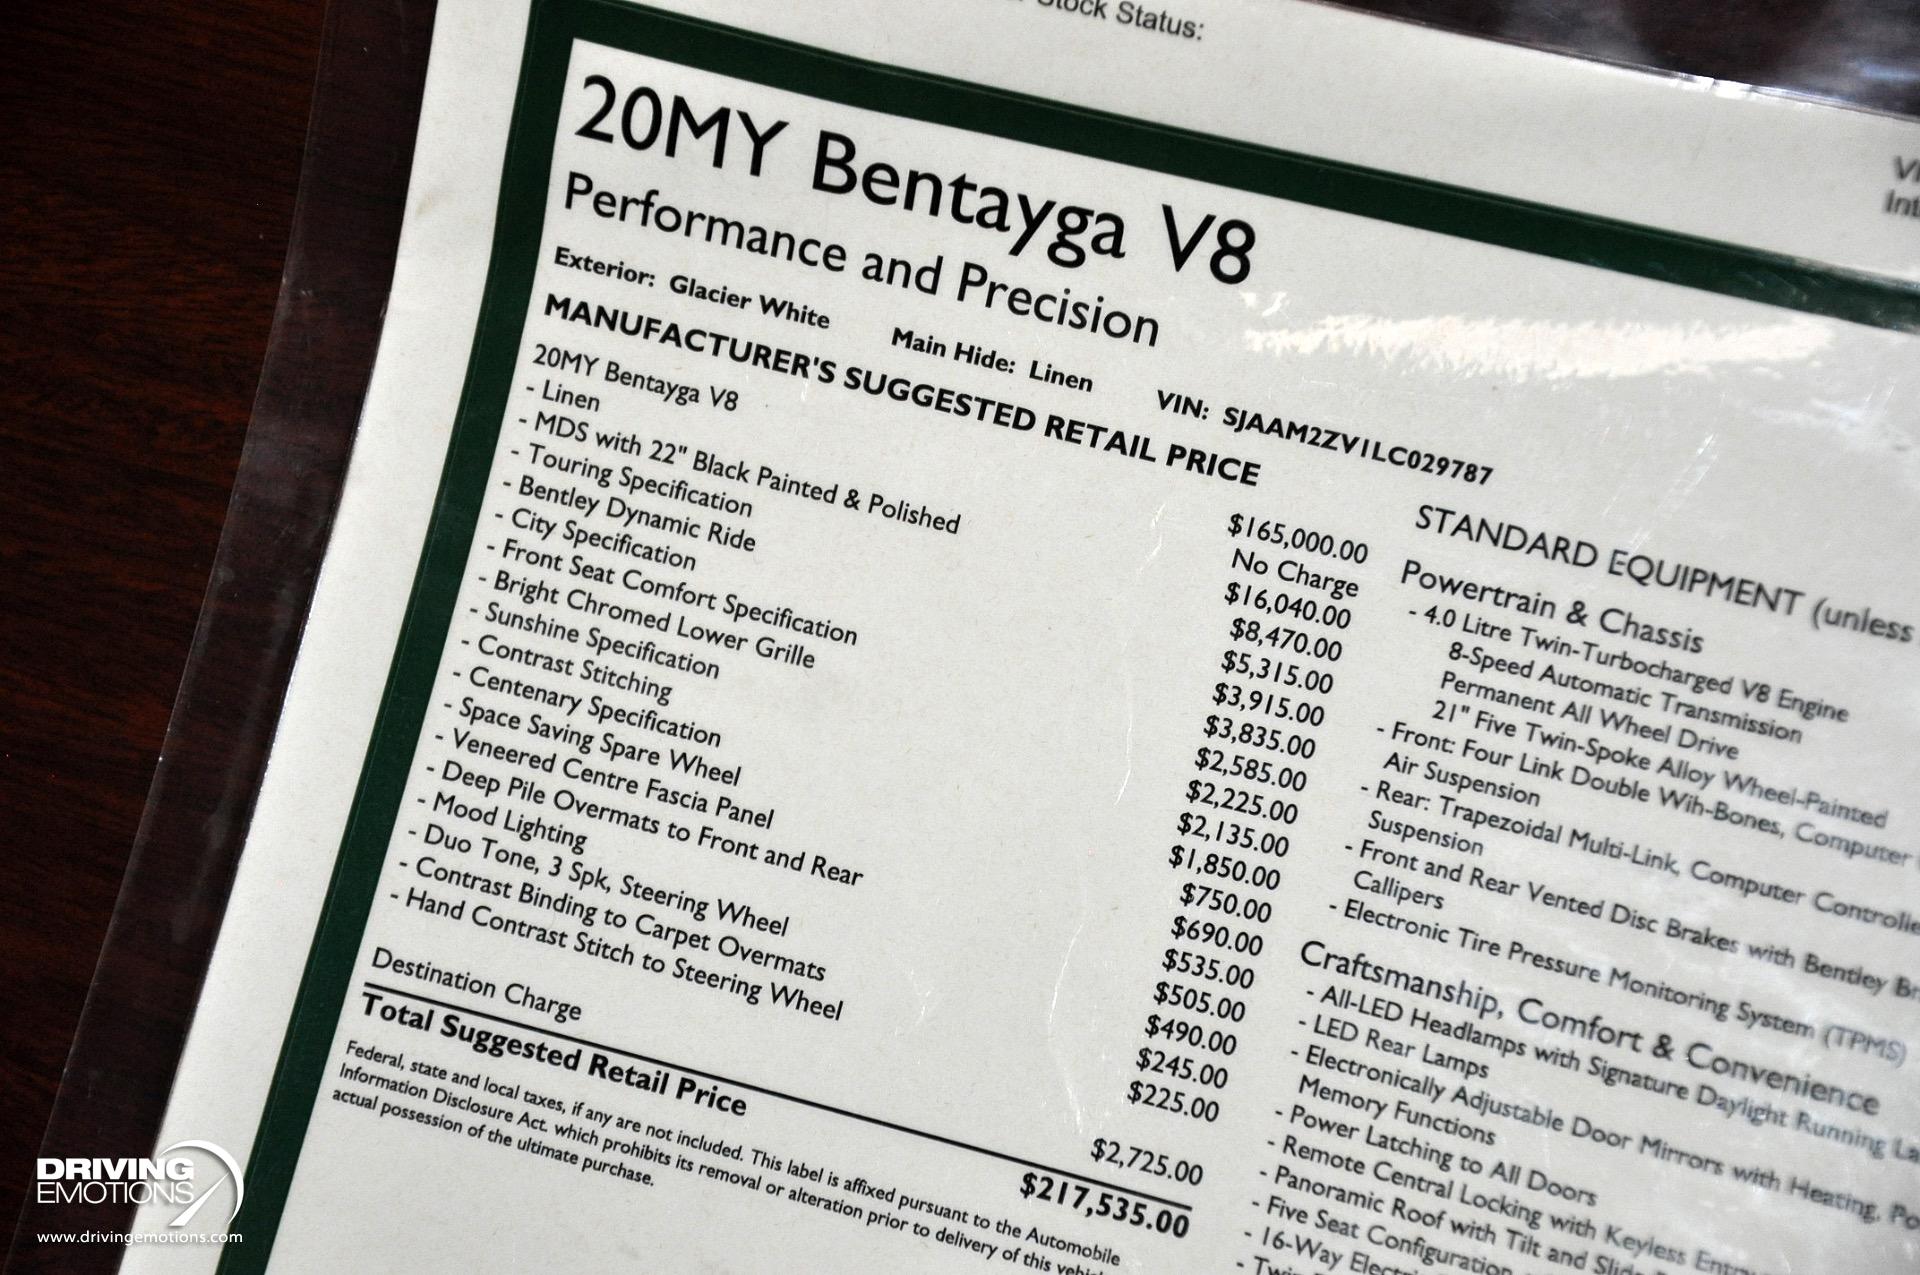 Stock Status:
20MY Bentayga V8
Performance and Precision
Exterior: Glacier White Main Hide: Linen VIN: SJAAM2ZV1LC029787
MANUFACTURER'S SUGGESTED RETAIL PRICE
20MY Bentayga V8 $165,000.00
- Linen No Charge
- MDS with 22" Black Painted & Polished $16,040.00
- Touring Specification $8,470.00
- Bentley Dynamic Ride $5,315.00
- City Specification $3,915.00
- Front Seat Comfort Specification $3,835.00
- Bright Chromed Lower Grille $2,585.00
- Sunshine Specification $2,225.00
- Contrast Stitching $2,135.00
- Centenary Specification $1,850.00
- Space Saving Spare Wheel $750.00
- Veneered Centre Fascia Panel $690.00
- Deep Pile Overmats to Front and Rear $535.00
- Mood Lighting $505.00
- Duo Tone, 3 Spk, Steering Wheel $490.00
- Contrast Binding to Carpet Overmats $245.00
- Hand Contrast Stitch to Steering Wheel $225.00
Destination Charge $2,725.00
Total Suggested Retail Price $217,535.00
Federal, state and local taxes, if any are not included. This label is affixed pursuant to the Automobile
Information Disclosure Act. which prohibits its removal or alteration prior to delivery of this
actual possession of the ultimate purchase.
STANDARD EQUIPMENT (unless
Powertrain & Chassis
- 4.0 Litre Twin-Turbocharged V8 Engine
8-Speed Automatic Transmission
Permanent All Wheel Drive
21" Five Twin-Spoke Alloy Wheel-Painted
- Front: Four Link Double Wih-Bones, Computer
Air Suspension
- Rear: Trapezoidal Multi-Link, Computer
Suspension
- Front and Rear Vented Disc Brakes with Bentley
Callipers
- Electronic Tire Pressure Monitoring System (TPMS)
Craftsmanship, Comfort & Convenience
- All-LED Headlamps with Signature Daylight Running
- LED Rear Lamps
- Electronically Adjustable Door Mirrors with Heating,
Memory Functions
- Power Latching to All Doors
- Remote Central Locking with Keyless
- Panoramic Roof with Tilt and
- Five Seat Configuration
- 16-Way
DRIVING
EMOTIONS
www.drivingemotions.com